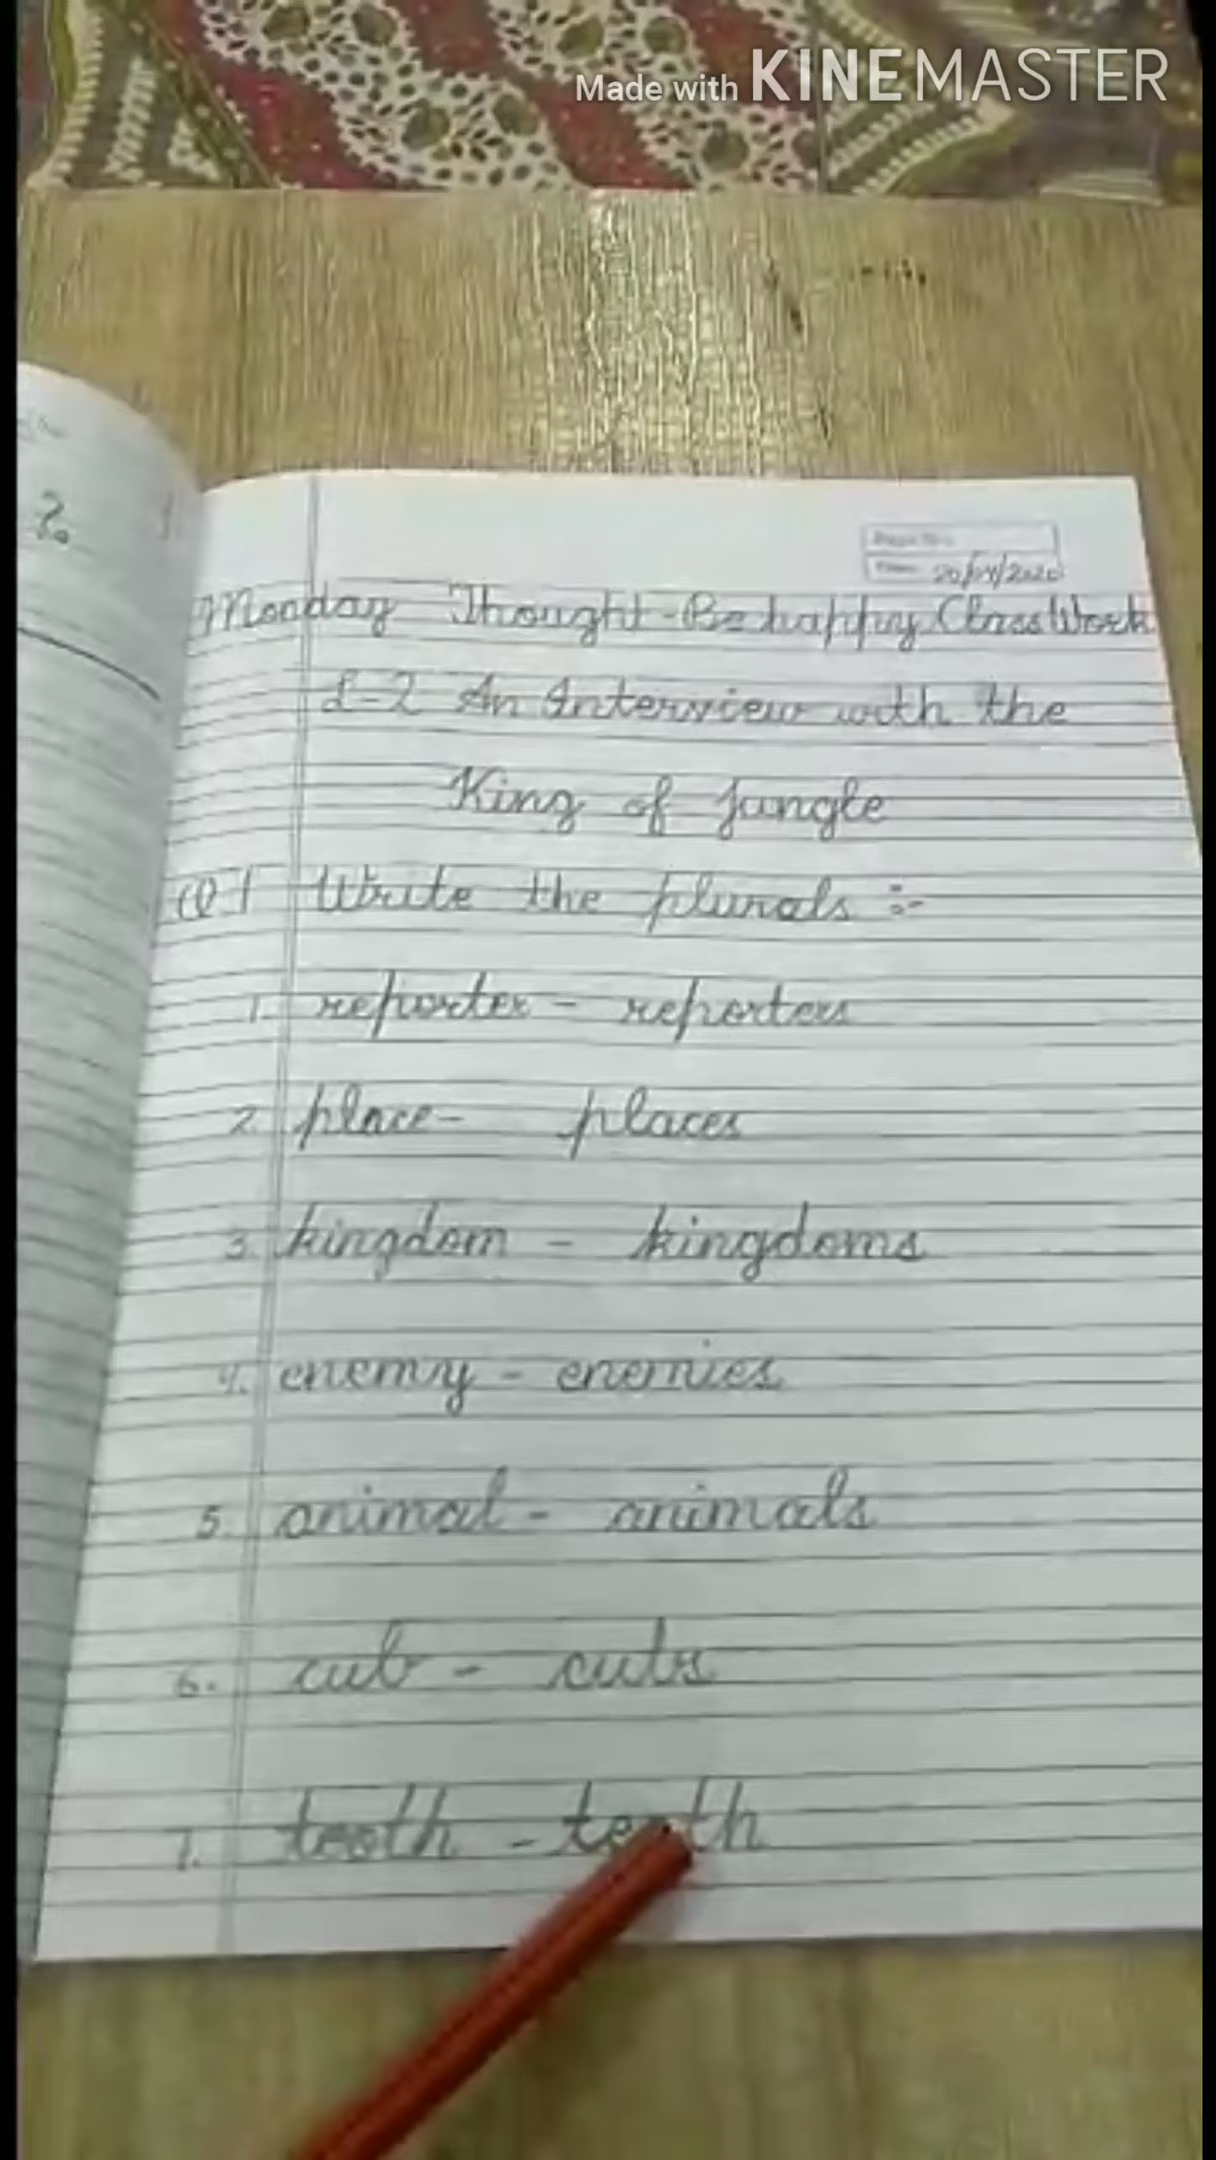 Made with KINEMASTER
2.
20/04/2020
Monday Thought - Be happy Class Work
L-2 An Interview with the
King of Jungle
Q1 Write the plurals :-
1. reporter - reporters
2. place - places
3. kingdom - kingdoms
4. enemy - enemies
5. animal - animals
6. cub - cubs
7. tooth - teeth